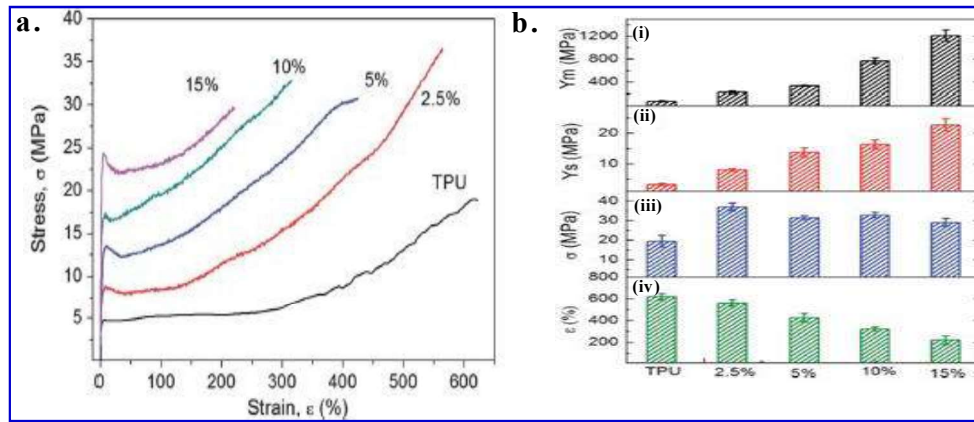 a.
40
35
30
25
20
15
10
5
Stress, σ (MPa)
15%
10%
5%
2.5%
TPU
0 100 200 300 400 500 600
Strain, ε (%)
b.
(i)
Ym (MPa)
1200
800
400
(ii)
Ys (MPa)
20
10
(iii)
σ (MPa)
40
30
20
10
800
(iv)
ε (%)
600
400
200
TPU 2.5% 5% 10% 15%